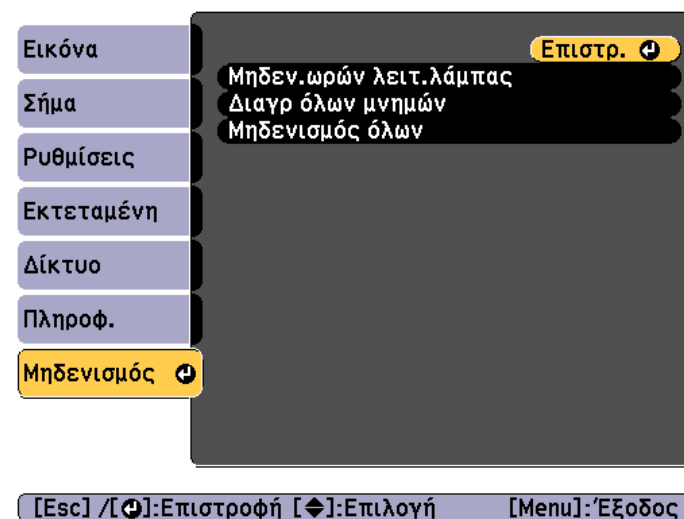 Εικόνα
Σήμα
Ρυθμίσεις
Εκτεταμένη
Δίκτυο
Πληροφ.
Μηδενισμός
Επιστρ.
Μηδεν.ωρών λειτ.λάμπας
Διαγρ όλων μνημών
Μηδενισμός όλων
[Esc] /[⏎]:Επιστροφή [◆]:Επιλογή [Menu]:Έξοδος